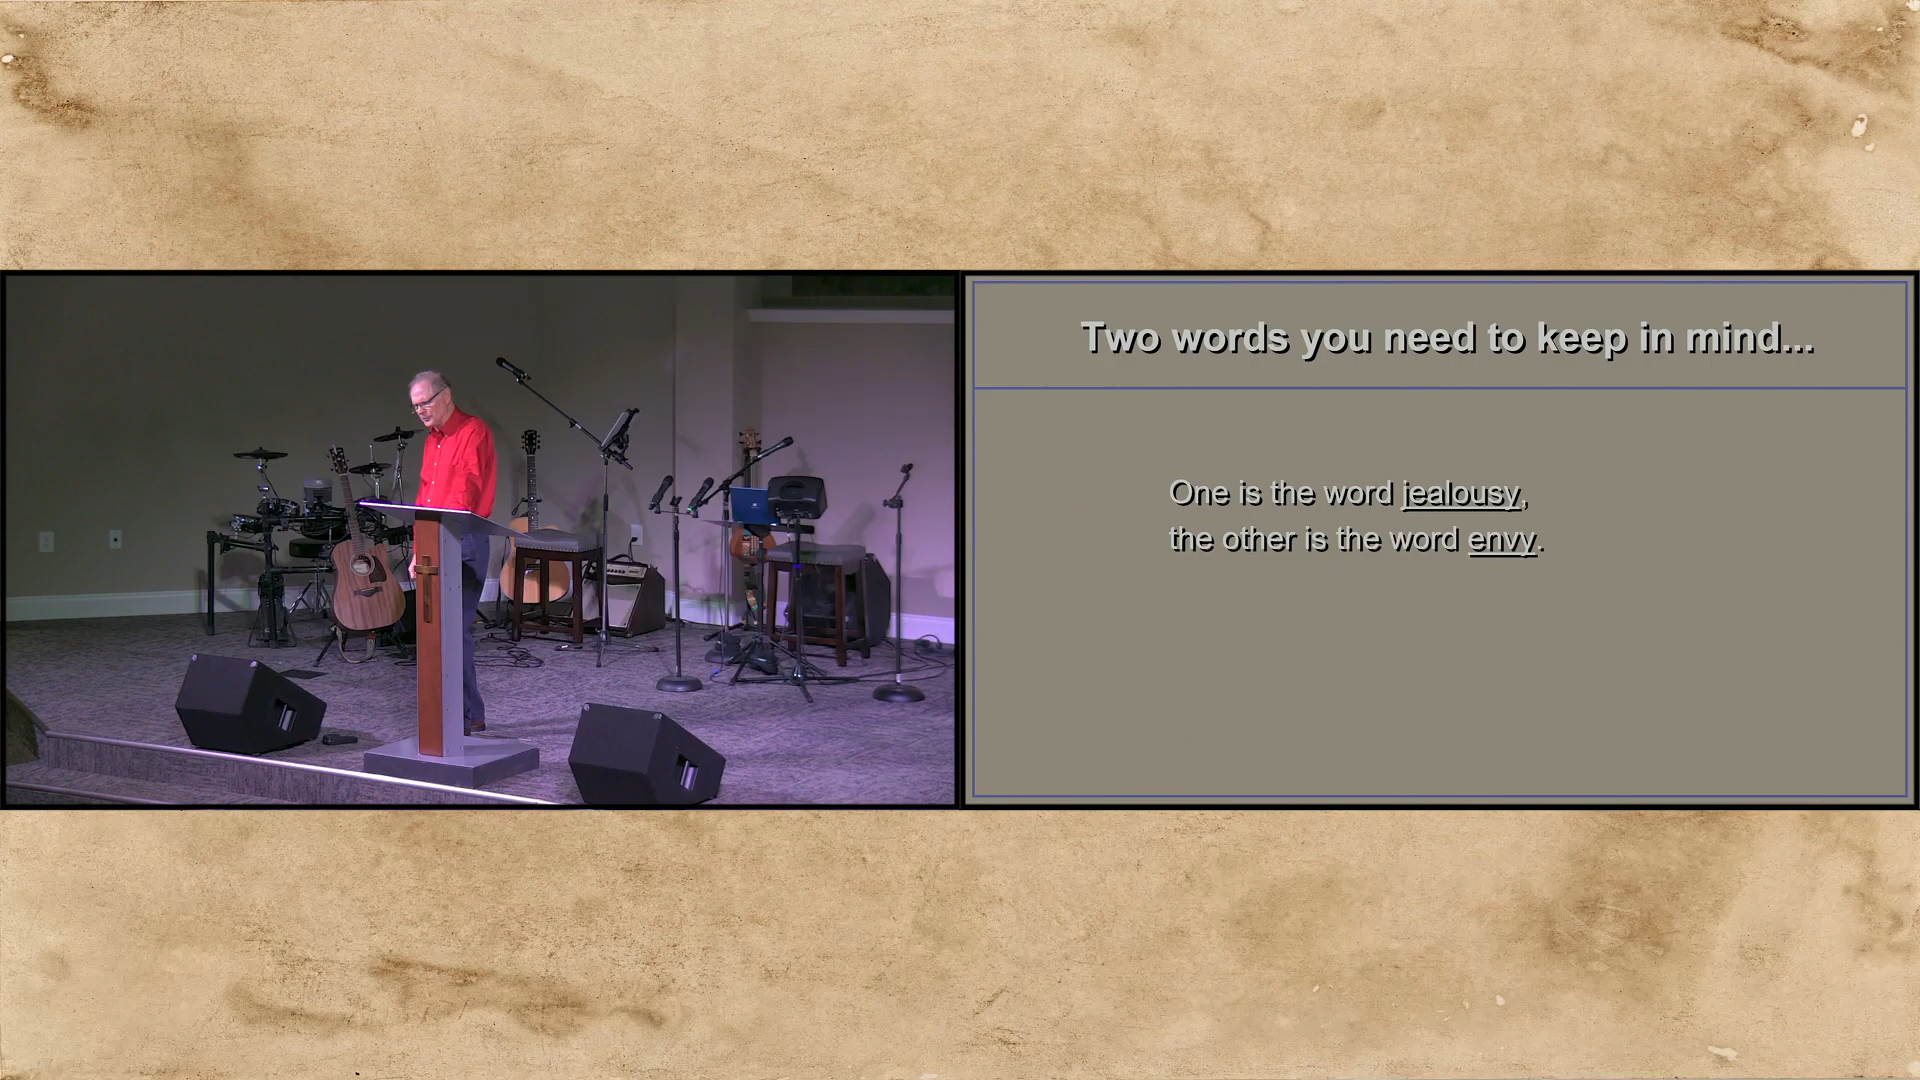 Two words you need to keep in mind...
One is the word jealousy,
the other is the word envy.